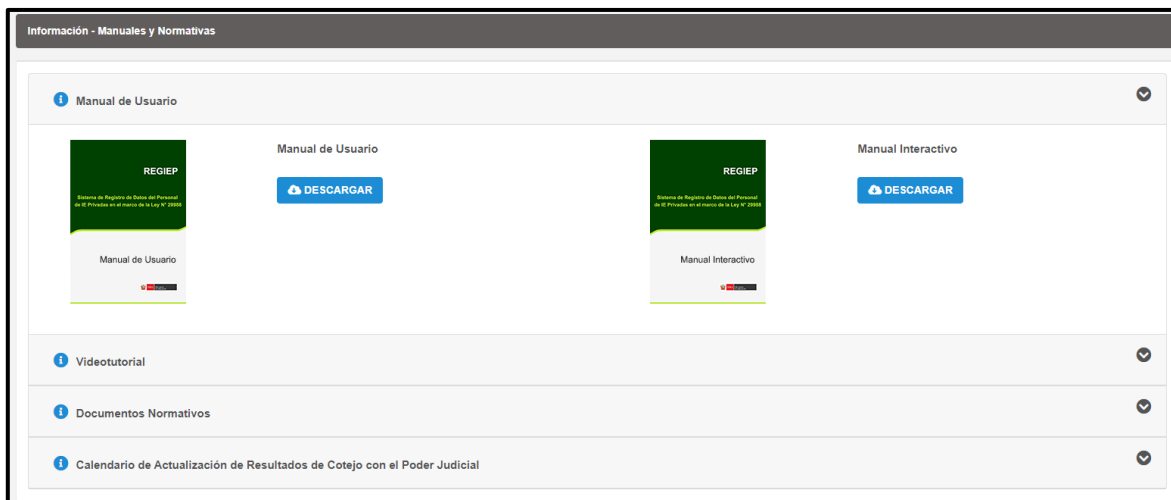 Información - Manuales y Normativas
Manual de Usuario
REGIEP
Sistema de Registro de Datos del Personal
de IE Privadas en el marco de la Ley N° 29988
Manual de Usuario
Manual de Usuario
DESCARGAR
REGIEP
Sistema de Registro de Datos del Personal
de IE Privadas en el marco de la Ley N° 29988
Manual Interactivo
Manual Interactivo
DESCARGAR
Videotutorial
Documentos Normativos
Calendario de Actualización de Resultados de Cotejo con el Poder Judicial